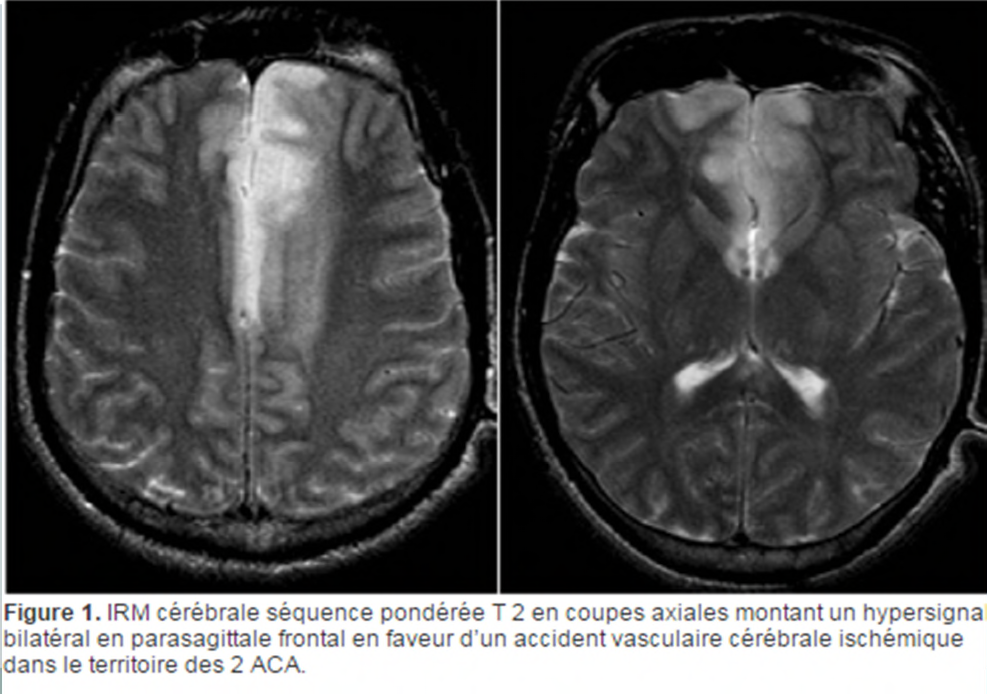 Figure 1. IRM cérébrale séquence pondérée T 2 en coupes axiales montant un hypersignal
bilatéral en parasagittale frontal en faveur d'un accident vasculaire cérébrale ischémique
dans le territoire des 2 ACA.